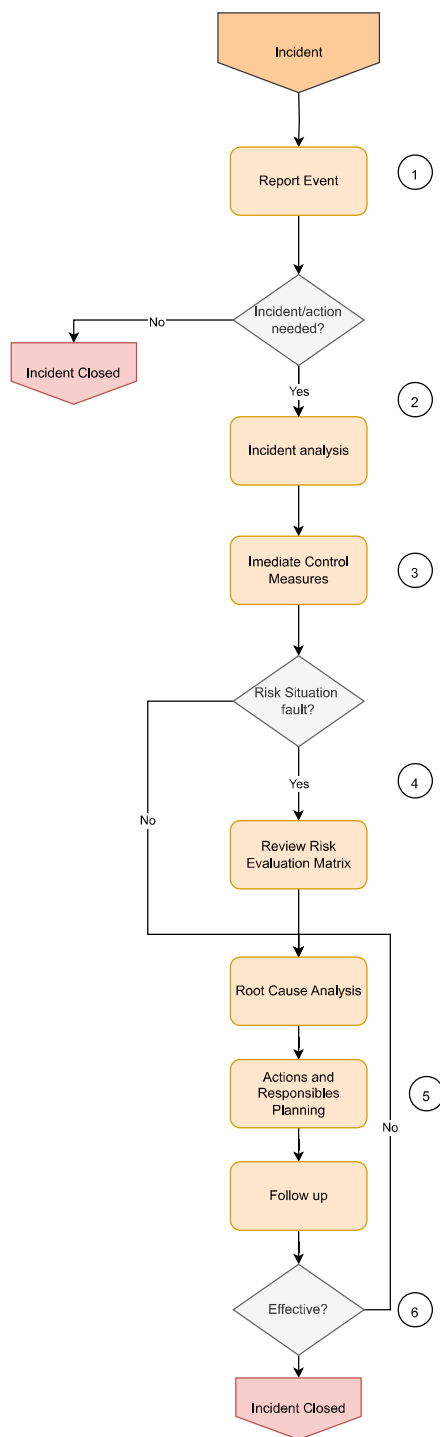 Incident
Report Event
1
Incident/action
needed?
No
Incident Closed
Yes
2
Incident analysis
Imediate Control
Measures
3
Risk Situation
fault?
Yes
4
No
Review Risk
Evaluation Matrix
Root Cause Analysis
Actions and
Responsibles
Planning
5
No
Follow up
Effective?
6
Incident Closed